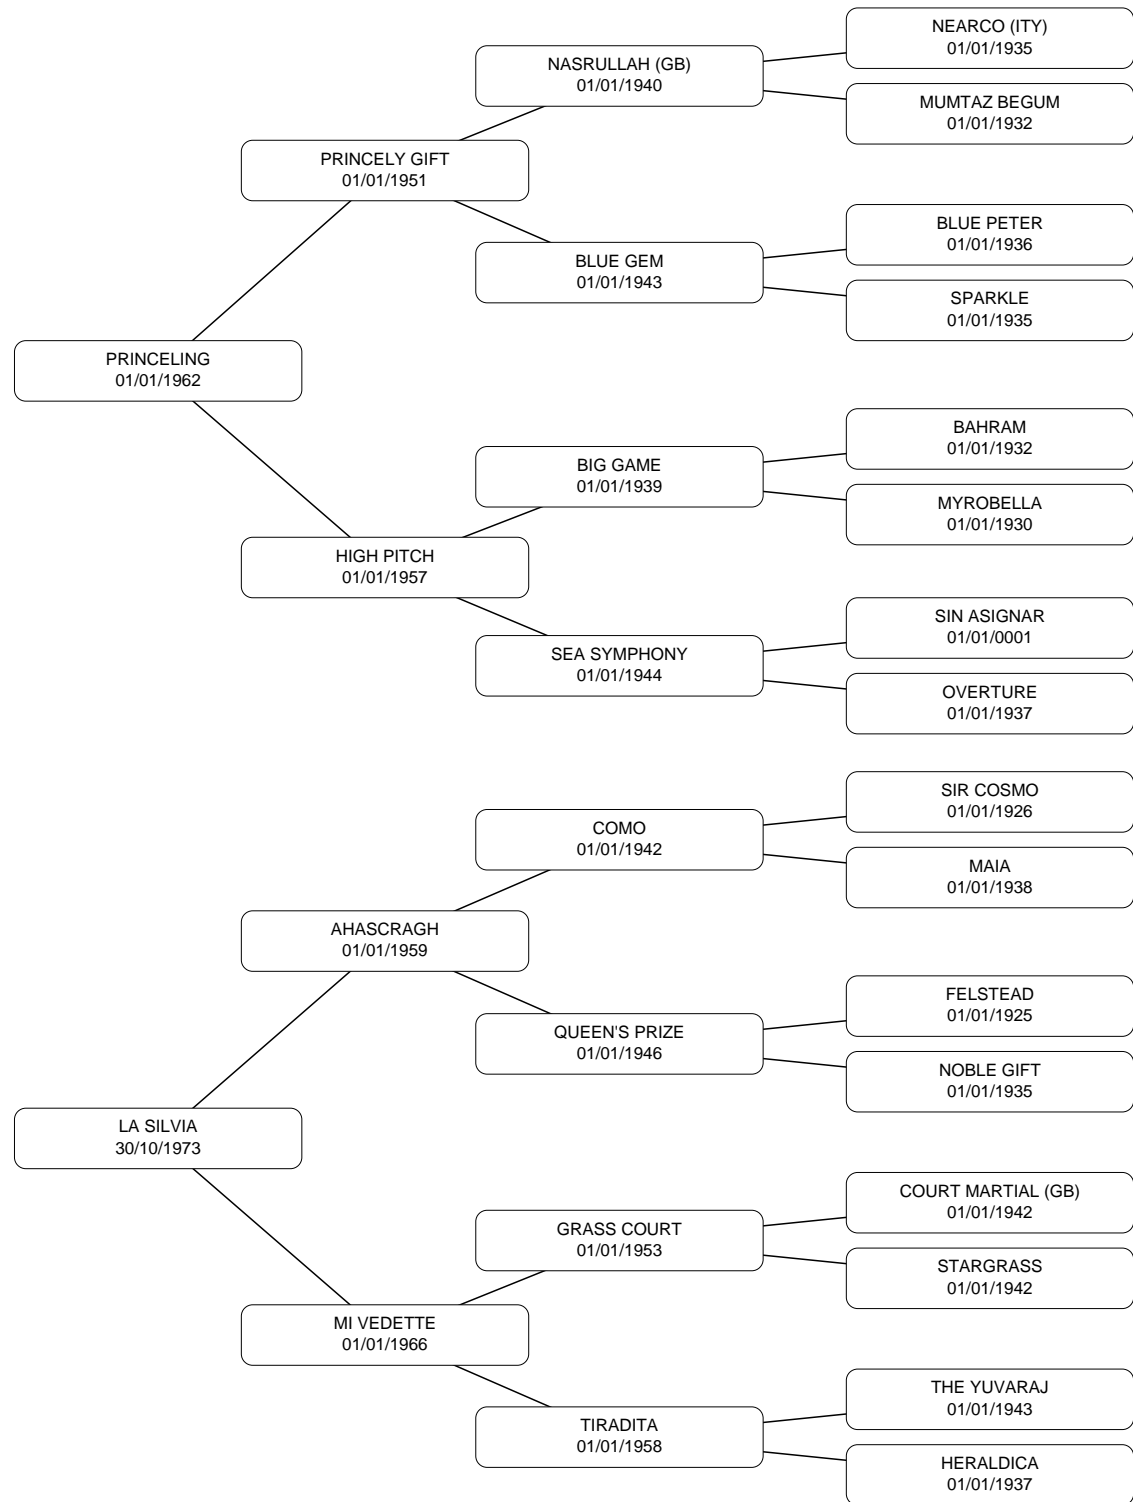 NEARCO (ITY)
01/01/1935
NASRULLAH (GB)
01/01/1940
MUMTAZ BEGUM
01/01/1932
PRINCELY GIFT
01/01/1951
BLUE PETER
01/01/1936
BLUE GEM
01/01/1943
SPARKLE
01/01/1935
PRINCELING
01/01/1962
BAHRAM
01/01/1932
BIG GAME
01/01/1939
MYROBELLA
01/01/1930
HIGH PITCH
01/01/1957
SIN ASIGNAR
01/01/0001
SEA SYMPHONY
01/01/1944
OVERTURE
01/01/1937
SIR COSMO
01/01/1926
COMO
01/01/1942
MAIA
01/01/1938
AHASCRAGH
01/01/1959
FELSTEAD
01/01/1925
QUEEN'S PRIZE
01/01/1946
NOBLE GIFT
01/01/1935
LA SILVIA
30/10/1973
COURT MARTIAL (GB)
01/01/1942
GRASS COURT
01/01/1953
STARGRASS
01/01/1942
MI VEDETTE
01/01/1966
THE YUVARAJ
01/01/1943
TIRADITA
01/01/1958
HERALDICA
01/01/1937